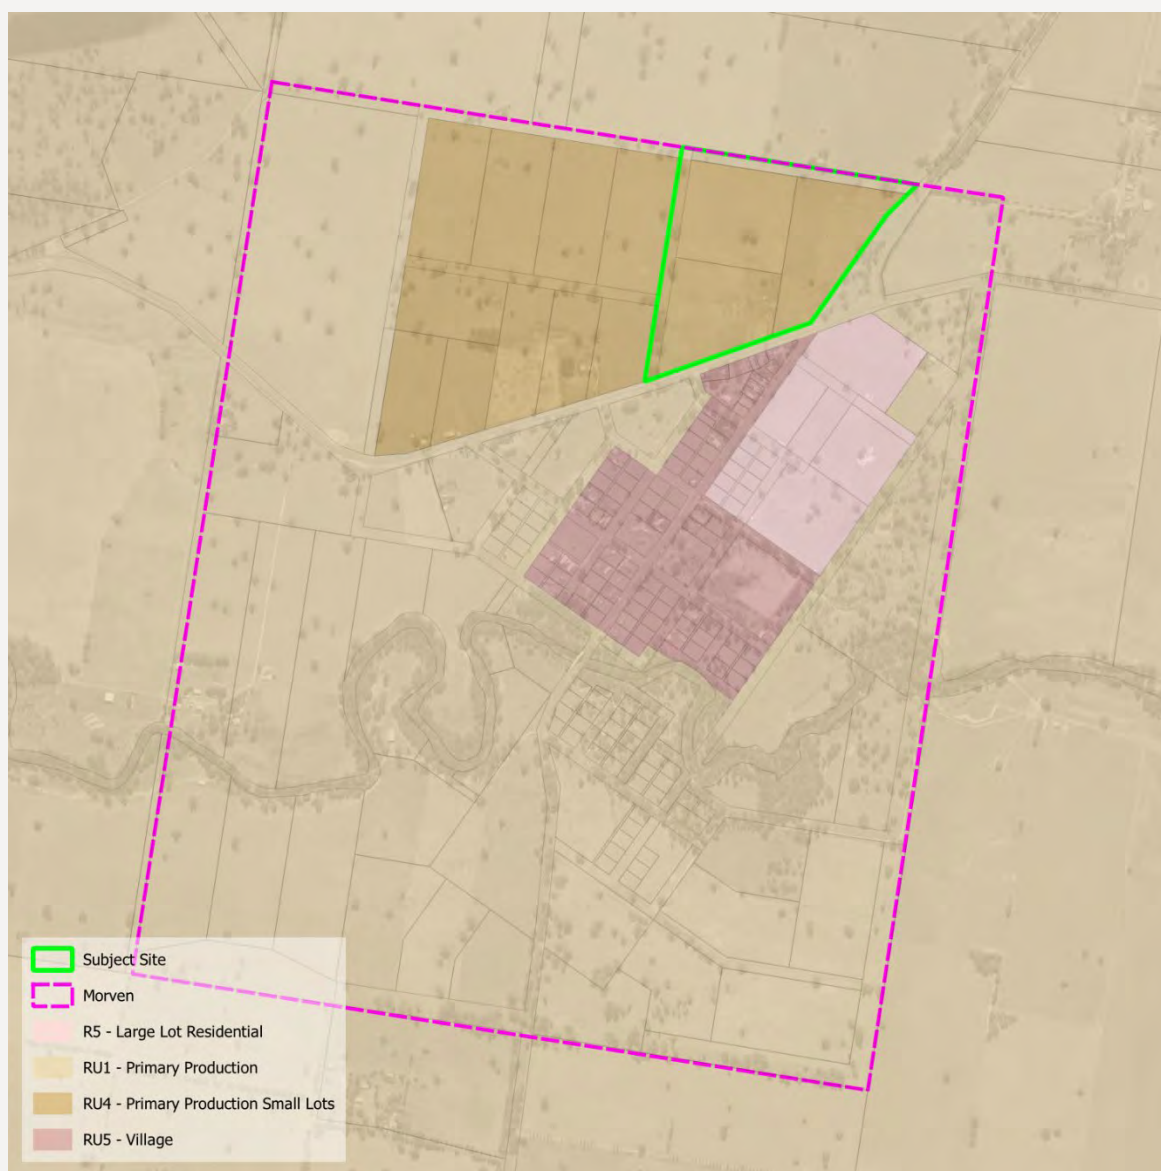 Subject Site
Morven
R5 - Large Lot Residential
RU1 - Primary Production
RU4 - Primary Production Small Lots
RU5 - Village